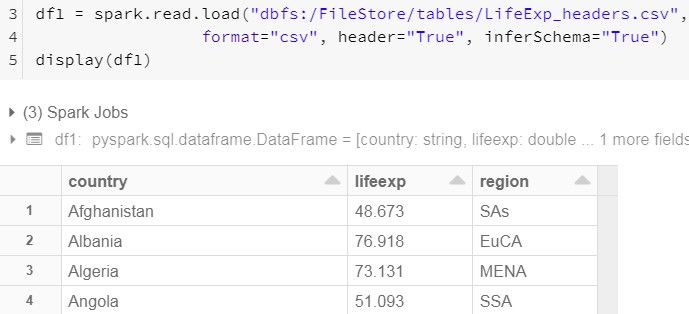 3 df1 = spark.read.load("dbfs:/FileStore/tables/LifeExp_headers.csv",
4 format="csv", header="True", inferSchema="True")
5 display(df1)
(3) Spark Jobs
df1: pyspark.sql.dataframe.DataFrame = [country: string, lifeexp: double ... 1 more fields
country lifeexp region
1 Afghanistan 48.673 SAs
2 Albania 76.918 EuCA
3 Algeria 73.131 MENA
4 Angola 51.093 SSA